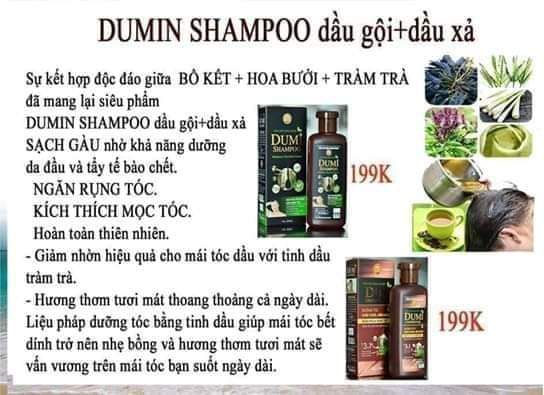 DUMIN SHAMPOO dầu gội+dầu xả
Sự kết hợp độc đáo giữa BỒ KẾT + HOA BƯỞI + TRÀM TRÀ
đã mang lại siêu phẩm
DUMIN SHAMPOO dầu gội+dầu xả
SẠCH GÀU nhờ khả năng dưỡng
da đầu và tẩy tế bào chết.
NGĂN RỤNG TÓC.
KÍCH THÍCH MỌC TÓC.
Hoàn toàn thiên nhiên.
- Giảm nhờn hiệu quả cho mái tóc dầu với tinh dầu
tràm trà.
- Hương thơm tươi mát thoang thoảng cả ngày dài.
Liệu pháp dưỡng tóc bằng tinh dầu giúp mái tóc bết
dính trở nên nhẹ bồng và hương thơm tươi mát sẽ
vấn vương trên mái tóc bạn suốt ngày dài.
DUMI
SHAMPOO
DUMI
SHAMPOO
199K
DUMI
199K